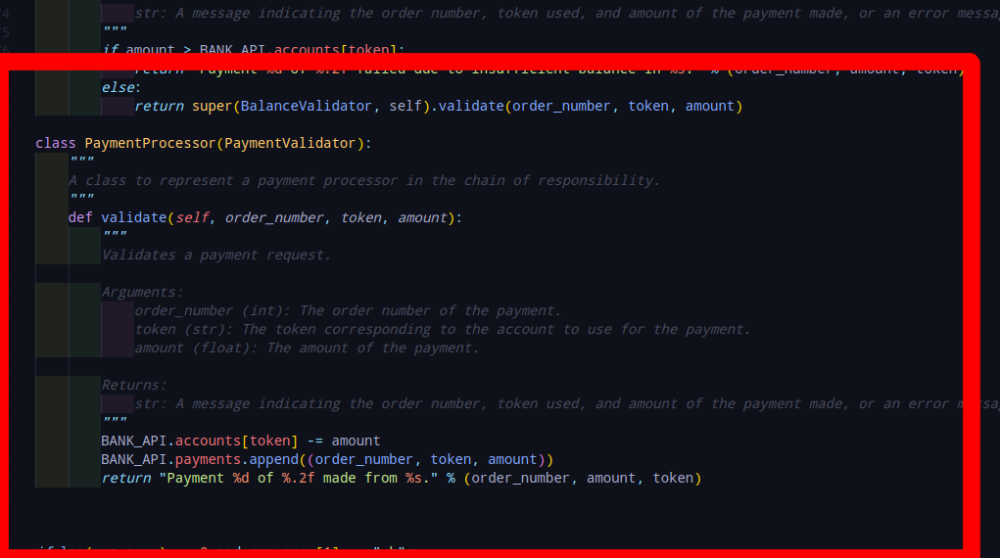 74 str: A message indicating the order number, token used, and amount of the payment made, or an error messa
75 """
76 if amount > BANK_API.accounts[token]:
return "Payment %d of %.2f failed due to insufficient balance in %s." % (order_number, amount, token)
else:
return super(BalanceValidator, self).validate(order_number, token, amount)
class PaymentProcessor(PaymentValidator):
"""
A class to represent a payment processor in the chain of responsibility.
"""
def validate(self, order_number, token, amount):
"""
Validates a payment request.
Arguments:
order_number (int): The order number of the payment.
token (str): The token corresponding to the account to use for the payment.
amount (float): The amount of the payment.
Returns:
str: A message indicating the order number, token used, and amount of the payment made, or an error messa
"""
BANK_API.accounts[token] -= amount
BANK_API.payments.append((order_number, token, amount))
return "Payment %d of %.2f made from %s." % (order_number, amount, token)